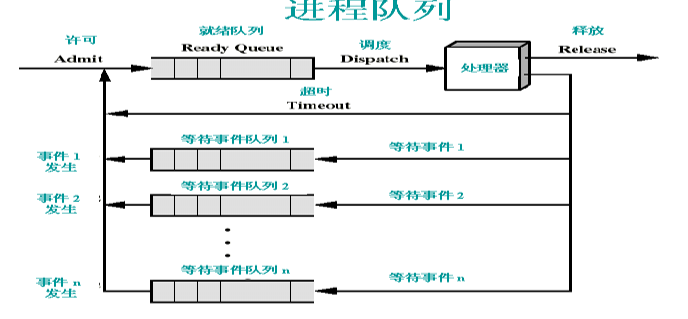 进程队列
许可
Admit
就绪队列
Ready Queue
调度
Dispatch
处理器
释放
Release
超时
Timeout
事件 1
发生
等待事件队列 1
等待事件 1
事件 2
发生
等待事件队列 2
等待事件 2
事件 n
发生
等待事件队列 n
等待事件 n